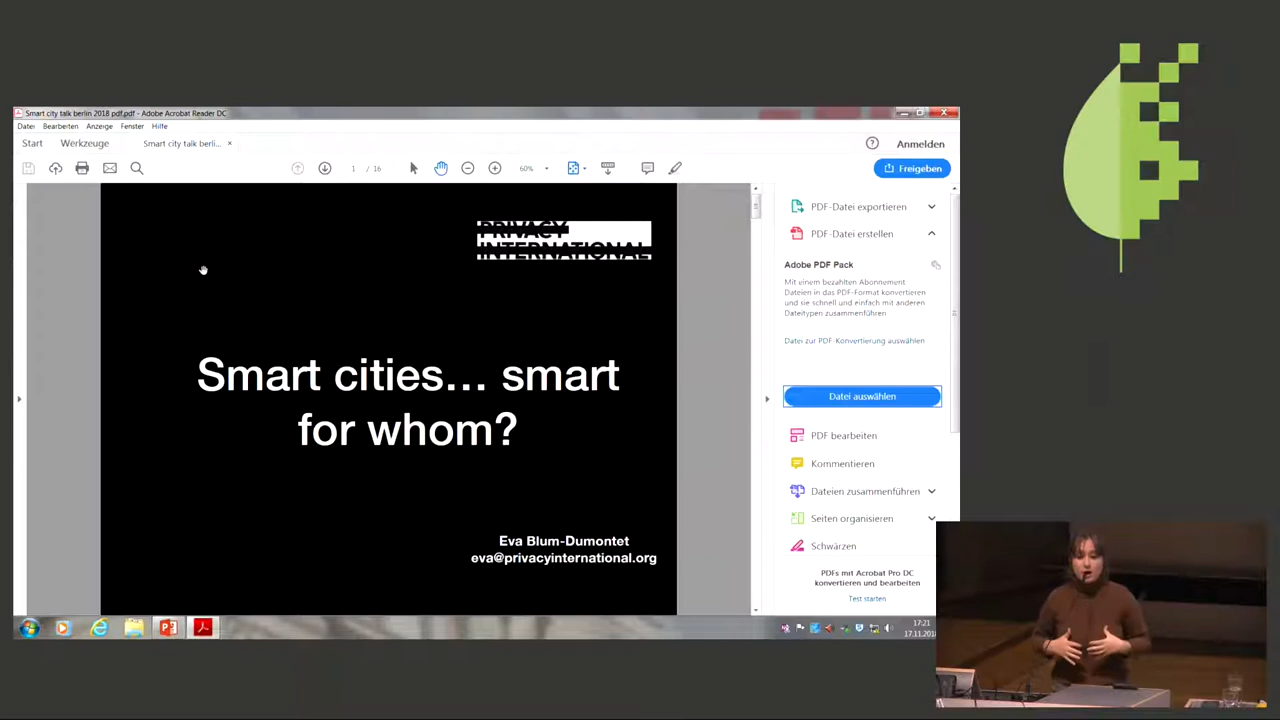 Smart city talk berlin 2018 pdf.pdf - Adobe Acrobat Reader DC
Datei Bearbeiten Anzeige Fenster Hilfe
Start Werkzeuge Smart city talk berli... × Anmelden
1 / 16 60% Freigeben
PRIVACY
INTERNATIONAL
Smart cities... smart
for whom?
Eva Blum-Dumontet
eva@privacyinternational.org
PDF-Datei exportieren
PDF-Datei erstellen
Adobe PDF Pack
Mit einem bezahlten Abonnement
Dateien in das PDF-Format konvertieren
und sie schnell und einfach mit anderen
Dateitypen zusammenführen
Datei zur PDF-Konvertierung auswählen
Datei auswählen
PDF bearbeiten
Kommentieren
Dateien zusammenführen
Seiten organisieren
Schwärzen
PDFs mit Acrobat Pro DC
konvertieren und bearbeiten
Test starten
17:21